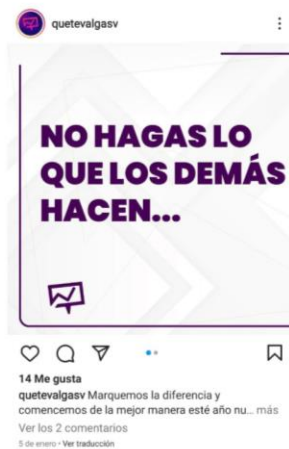 quetevalgasv
NO HAGAS LO
QUE LOS DEMÁS
HACEN...
14 Me gusta
quetevalgasv Marquemos la diferencia y
comencemos de la mejor manera esté año nu... más
Ver los 2 comentarios
5 de enero • Ver traducción